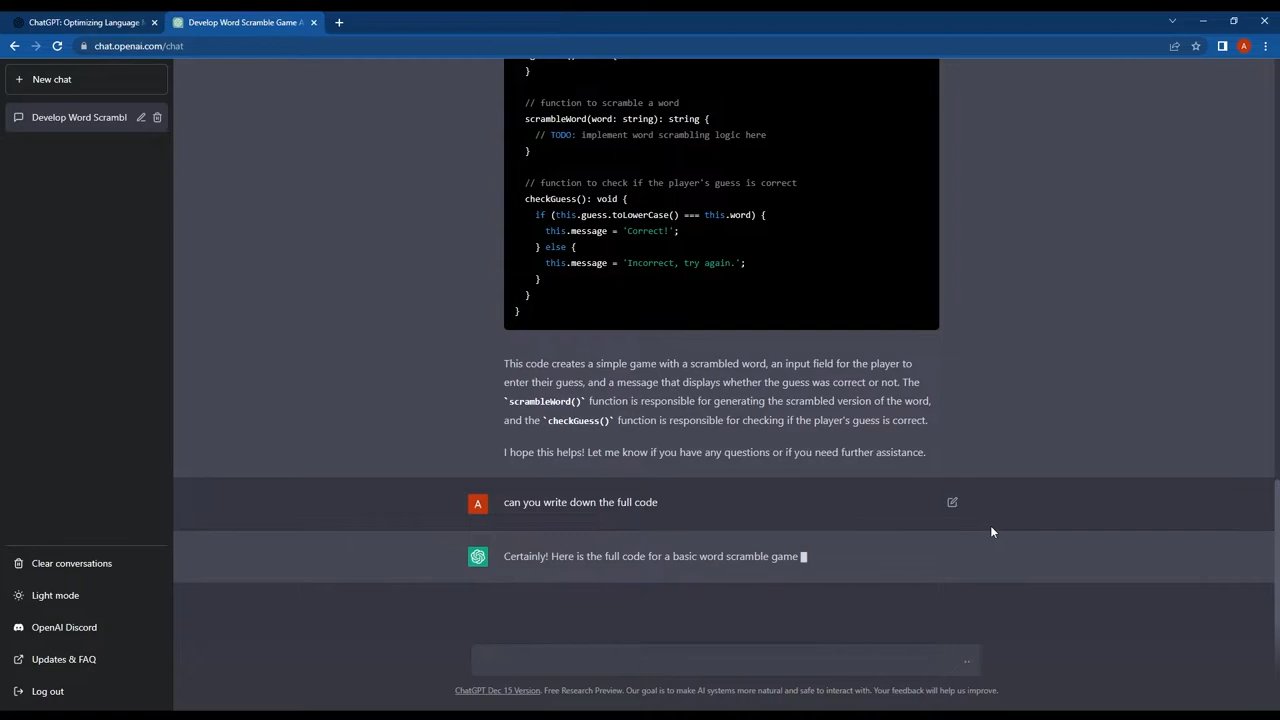 ChatGPT: Optimizing Language
Develop Word Scramble Game A
chat.openai.com/chat
A
New chat
Develop Word Scrambl
}
// function to scramble a word
scrambleWord(word: string): string {
// TODO: implement word scrambling logic here
}
// function to check if the player's guess is correct
checkGuess(): void {
if (this.guess.toLowerCase() === this.word) {
this.message = 'Correct!';
} else {
this.message = 'Incorrect, try again.';
}
}
}
This code creates a simple game with a scrambled word, an input field for the player to
enter their guess, and a message that displays whether the guess was correct or not. The
`scrambleWord()` function is responsible for generating the scrambled version of the word,
and the `checkGuess()` function is responsible for checking if the player's guess is correct.
I hope this helps! Let me know if you have any questions or if you need further assistance.
A
can you write down the full code
Certainly! Here is the full code for a basic word scramble game
Clear conversations
Light mode
OpenAI Discord
Updates & FAQ
Log out
ChatGPT Dec 15 Version. Free Research Preview. Our goal is to make AI systems more natural and safe to interact with. Your feedback will help us improve.